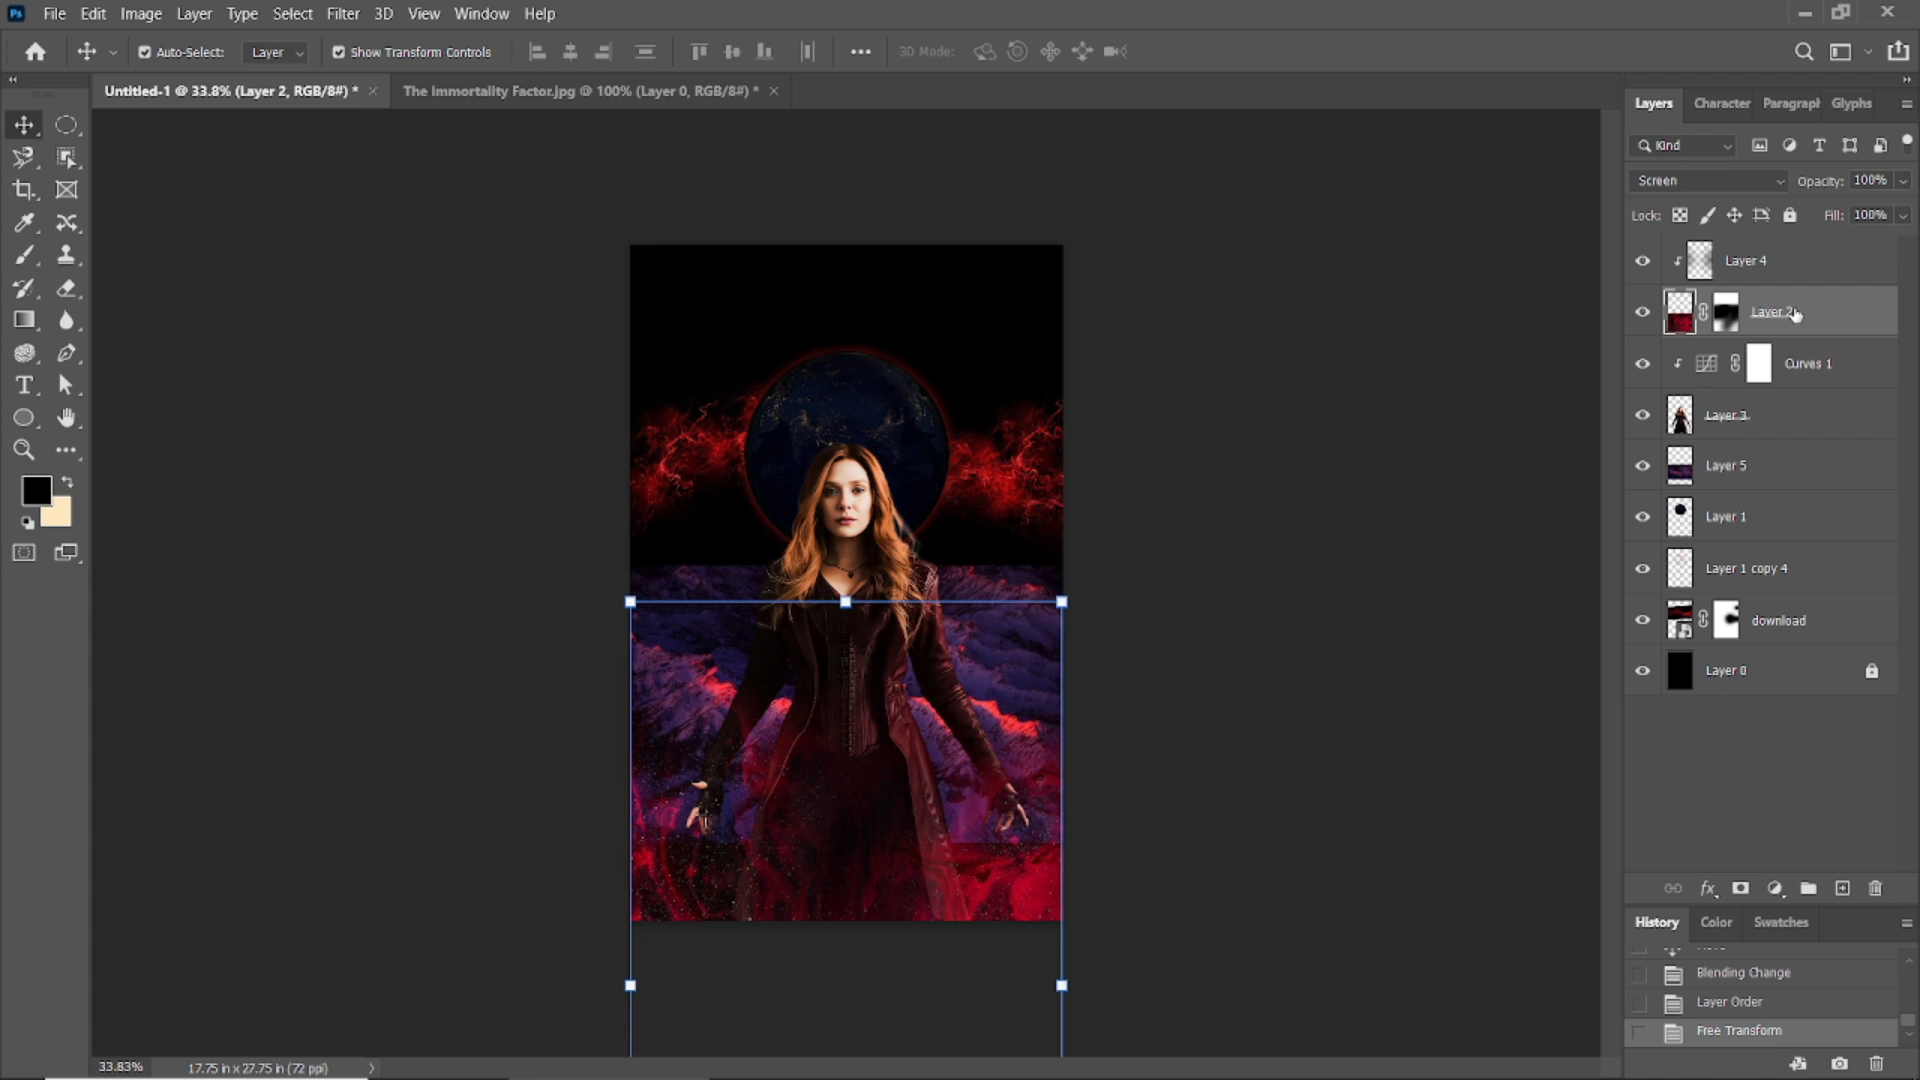 Ps File Edit Image Layer Type Select Filter 3D View Window Help
Auto-Select: Layer Show Transform Controls 3D Mode:
Untitled-1 @ 33.8% (Layer 2, RGB/8#) * × The Immortality Factor.jpg @ 100% (Layer 0, RGB/8#) * ×
Layers Character Paragraph Glyphs
Kind
Screen Opacity: 100%
Lock: Fill: 100%
Layer 4
Layer 2
Curves 1
Layer 3
Layer 5
Layer 1
Layer 1 copy 4
download
Layer 0
fx
History Color Swatches
Blending Change
Layer Order
Free Transform
33.83% 17.75 in x 27.75 in (72 ppi)